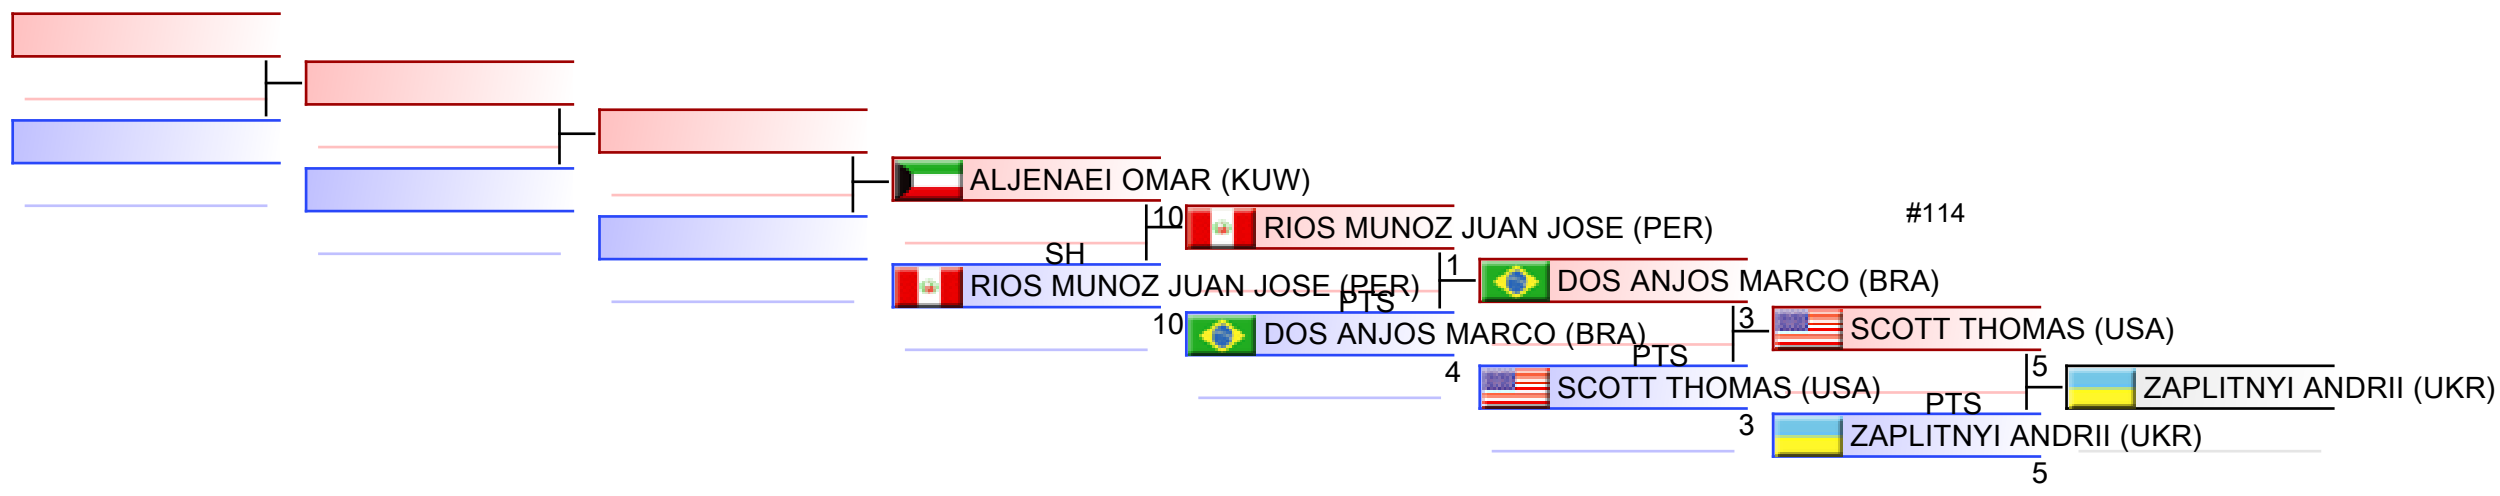 ALJENAEI OMAR (KUW)
10
RIOS MUNOZ JUAN JOSE (PER)
#114
SH
1
RIOS MUNOZ JUAN JOSE (PER)
DOS ANJOS MARCO (BRA)
PTS
10
DOS ANJOS MARCO (BRA)
3
SCOTT THOMAS (USA)
PTS
4
5
SCOTT THOMAS (USA)
ZAPLITNYI ANDRII (UKR)
PTS
3
ZAPLITNYI ANDRII (UKR)
5